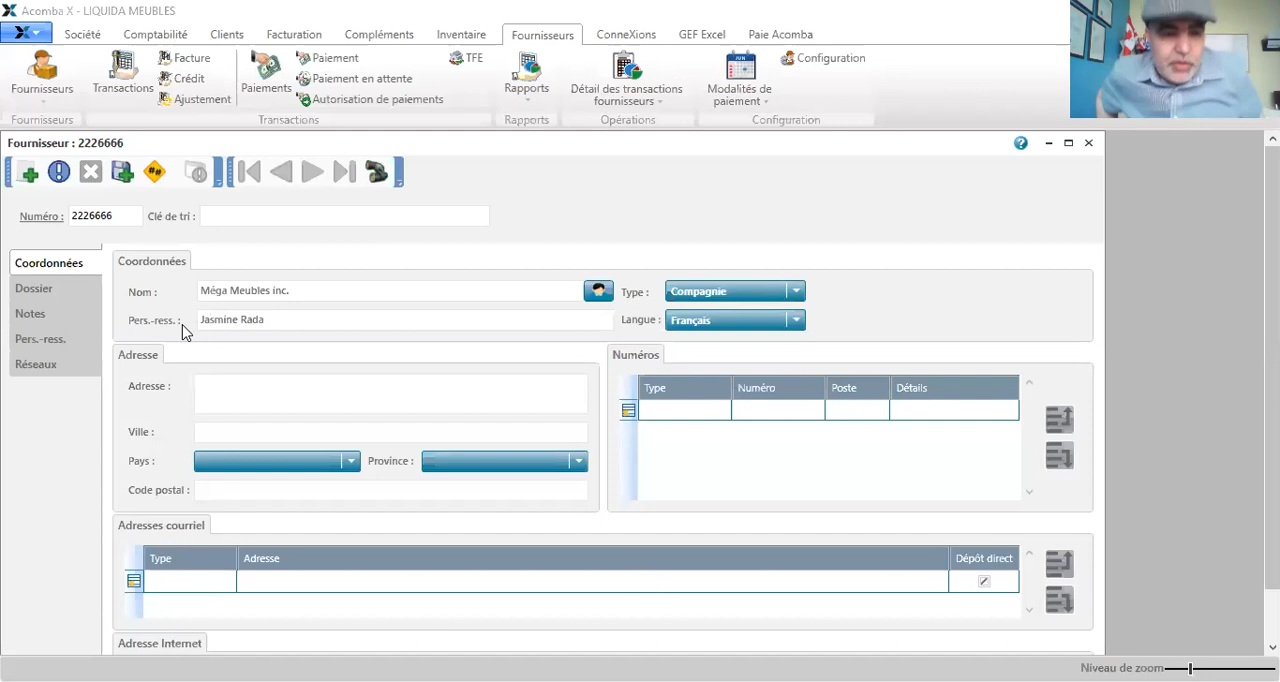 Acomba X - LIQUIDA MEUBLES
Société Comptabilité Clients Facturation Compléments Inventaire Fournisseurs ConneXions GEF Excel Paie Acomba
Fournisseurs
Transactions
Facture
Crédit
Ajustement
Paiements
Paiement
Paiement en attente
Autorisation de paiements
TFE
Rapports
Détail des transactions
fournisseurs
Modalités de
paiement
Configuration
Fournisseurs Transactions Rapports Opérations Configuration
Fournisseur : 2226666
Numéro : 2226666 Clé de tri :
Coordonnées
Dossier
Notes
Pers.-ress.
Réseaux
Coordonnées
Nom : Méga Meubles inc. Type : Compagnie
Pers.-ress. : Jasmine Rada Langue : Français
Adresse
Adresse :
Ville :
Pays : Province :
Code postal :
Numéros
Type Numéro Poste Détails
Adresses courriel
Type Adresse Dépôt direct
Adresse Internet
Niveau de zoom